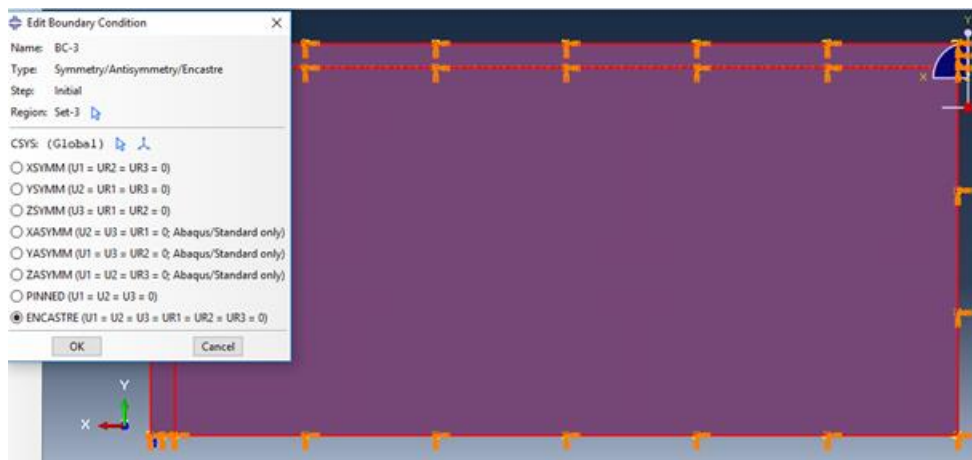 Edit Boundary Condition
Name: BC-3
Type: Symmetry/Antisymmetry/Encastre
Step: Initial
Region: Set-3
CSYS: (Global)
XSYMM (U1 = UR2 = UR3 = 0)
YSYMM (U2 = UR1 = UR3 = 0)
ZSYMM (U3 = UR1 = UR2 = 0)
XASYMM (U2 = U3 = UR1 = 0; Abaqus/Standard only)
YASYMM (U1 = U3 = UR2 = 0; Abaqus/Standard only)
ZASYMM (U1 = U2 = UR3 = 0; Abaqus/Standard only)
PINNED (U1 = U2 = U3 = 0)
ENCASTRE (U1 = U2 = U3 = UR1 = UR2 = UR3 = 0)
OK Cancel
Y
X
Y
X